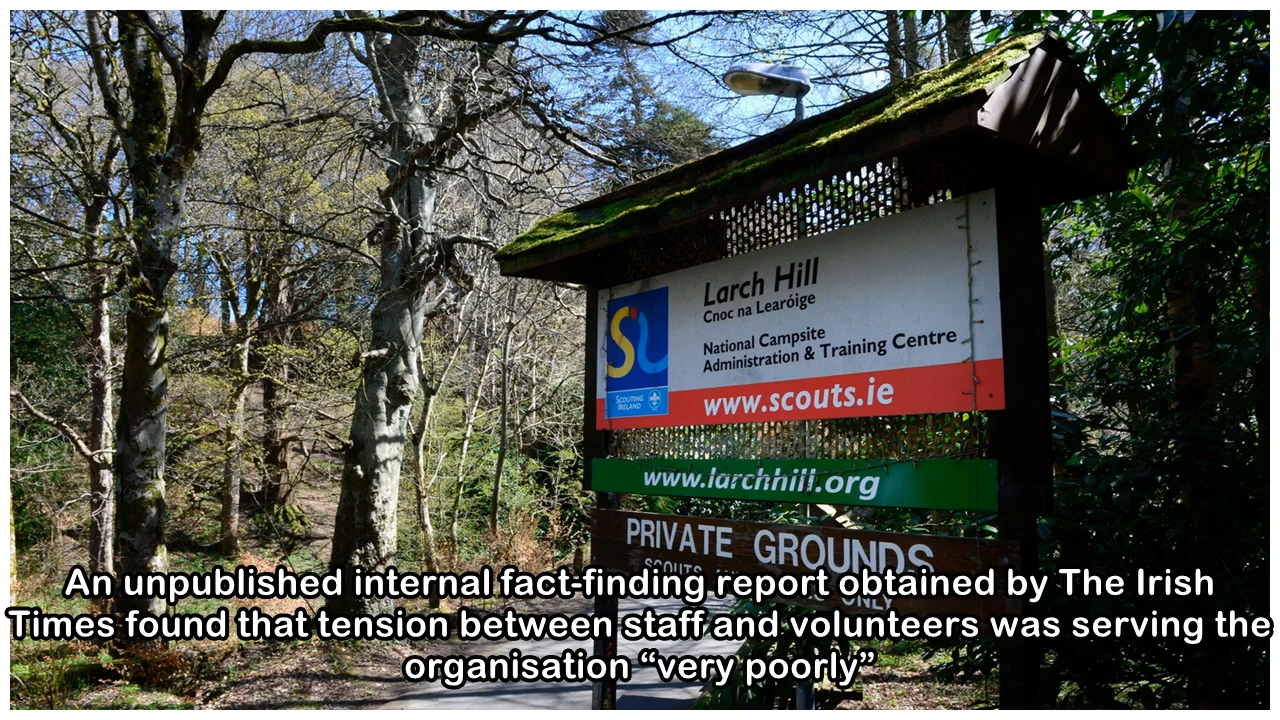 Larch Hill
Cnoc na Learóige
National Campsite
Administration & Training Centre
SCOUTING
IRELAND
www.scouts.ie
www.larchhill.org
PRIVATE GROUNDS
SCOUTS
ONLY
An unpublished internal fact-finding report obtained by The Irish
Times found that tension between staff and volunteers was serving the
organisation “very poorly”